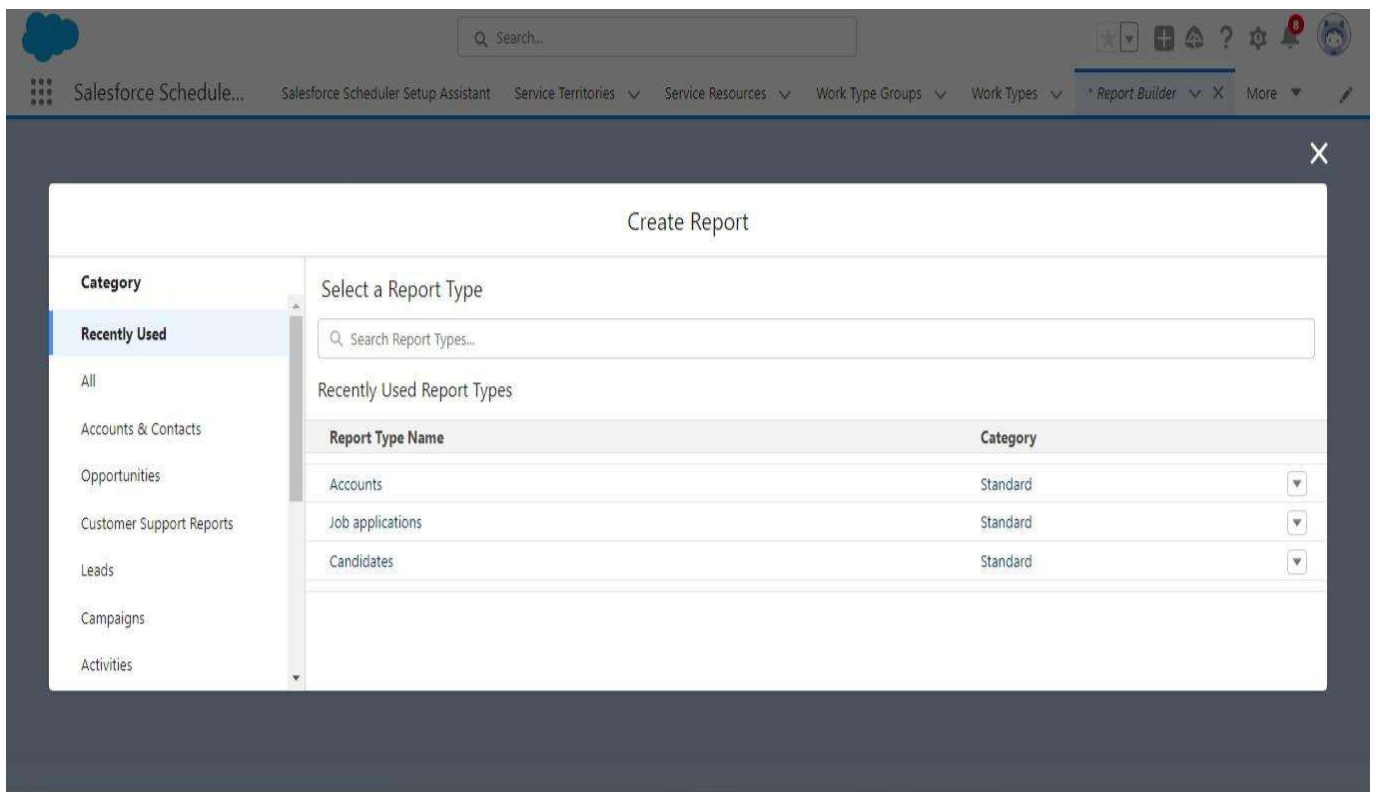 Search...
8
Salesforce Schedule... Salesforce Scheduler Setup Assistant Service Territories Service Resources Work Type Groups Work Types * Report Builder More
Create Report
Category
Recently Used
All
Accounts & Contacts
Opportunities
Customer Support Reports
Leads
Campaigns
Activities
Select a Report Type
Search Report Types...
Recently Used Report Types
Report Type Name Category
Accounts Standard
Job applications Standard
Candidates Standard